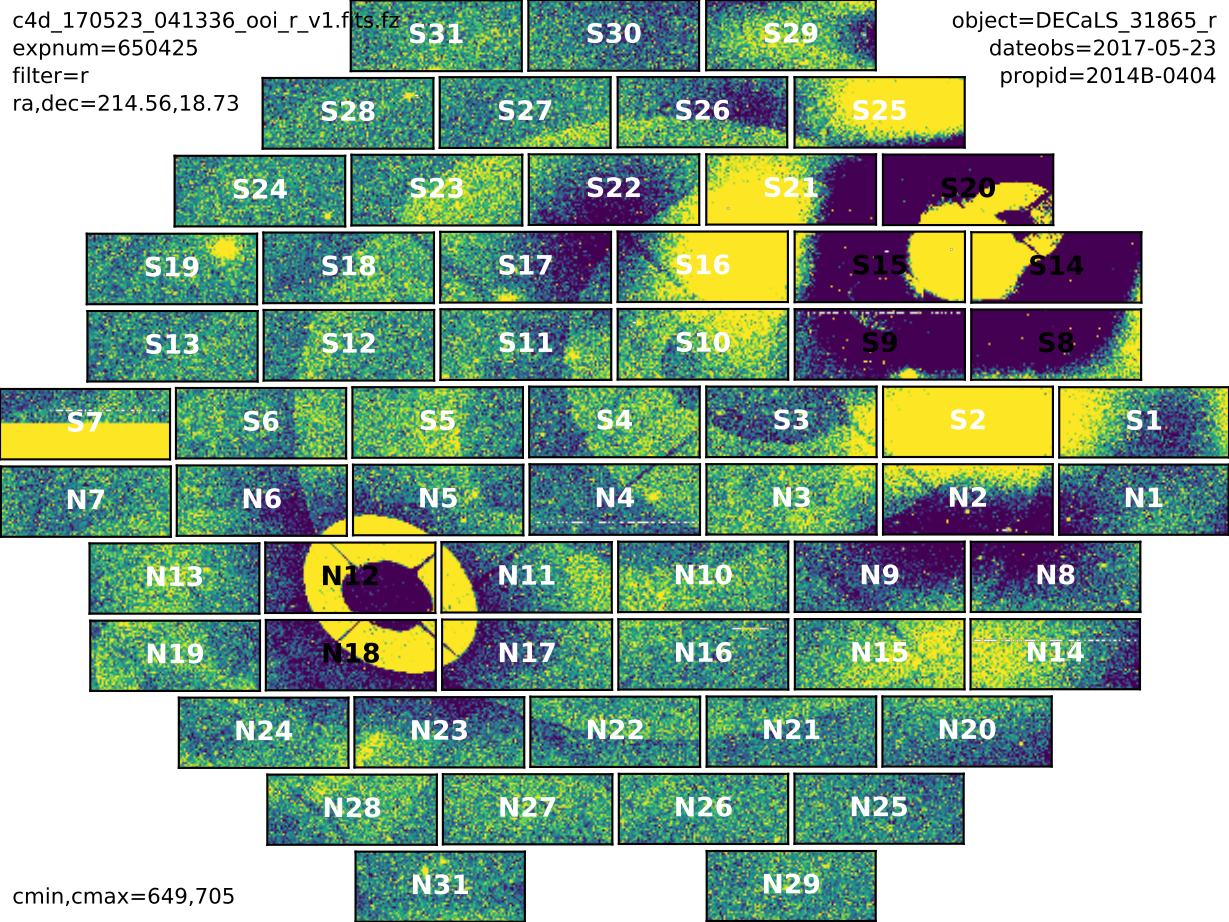 c4d_170523_041336_ooi_r_v1.fits.fz
expnum=650425
filter=r
ra,dec=214.56,18.73
object=DECaLS_31865_r
dateobs=2017-05-23
propid=2014B-0404
S31 S30 S29
S28 S27 S26 S25
S24 S23 S22 S21 S20
S19 S18 S17 S16 S15 S14
S13 S12 S11 S10 S9 S8
S7 S6 S5 S4 S3 S2 S1
N7 N6 N5 N4 N3 N2 N1
N13 N12 N11 N10 N9 N8
N19 N18 N17 N16 N15 N14
N24 N23 N22 N21 N20
N28 N27 N26 N25
N31 N29
cmin,cmax=649,705